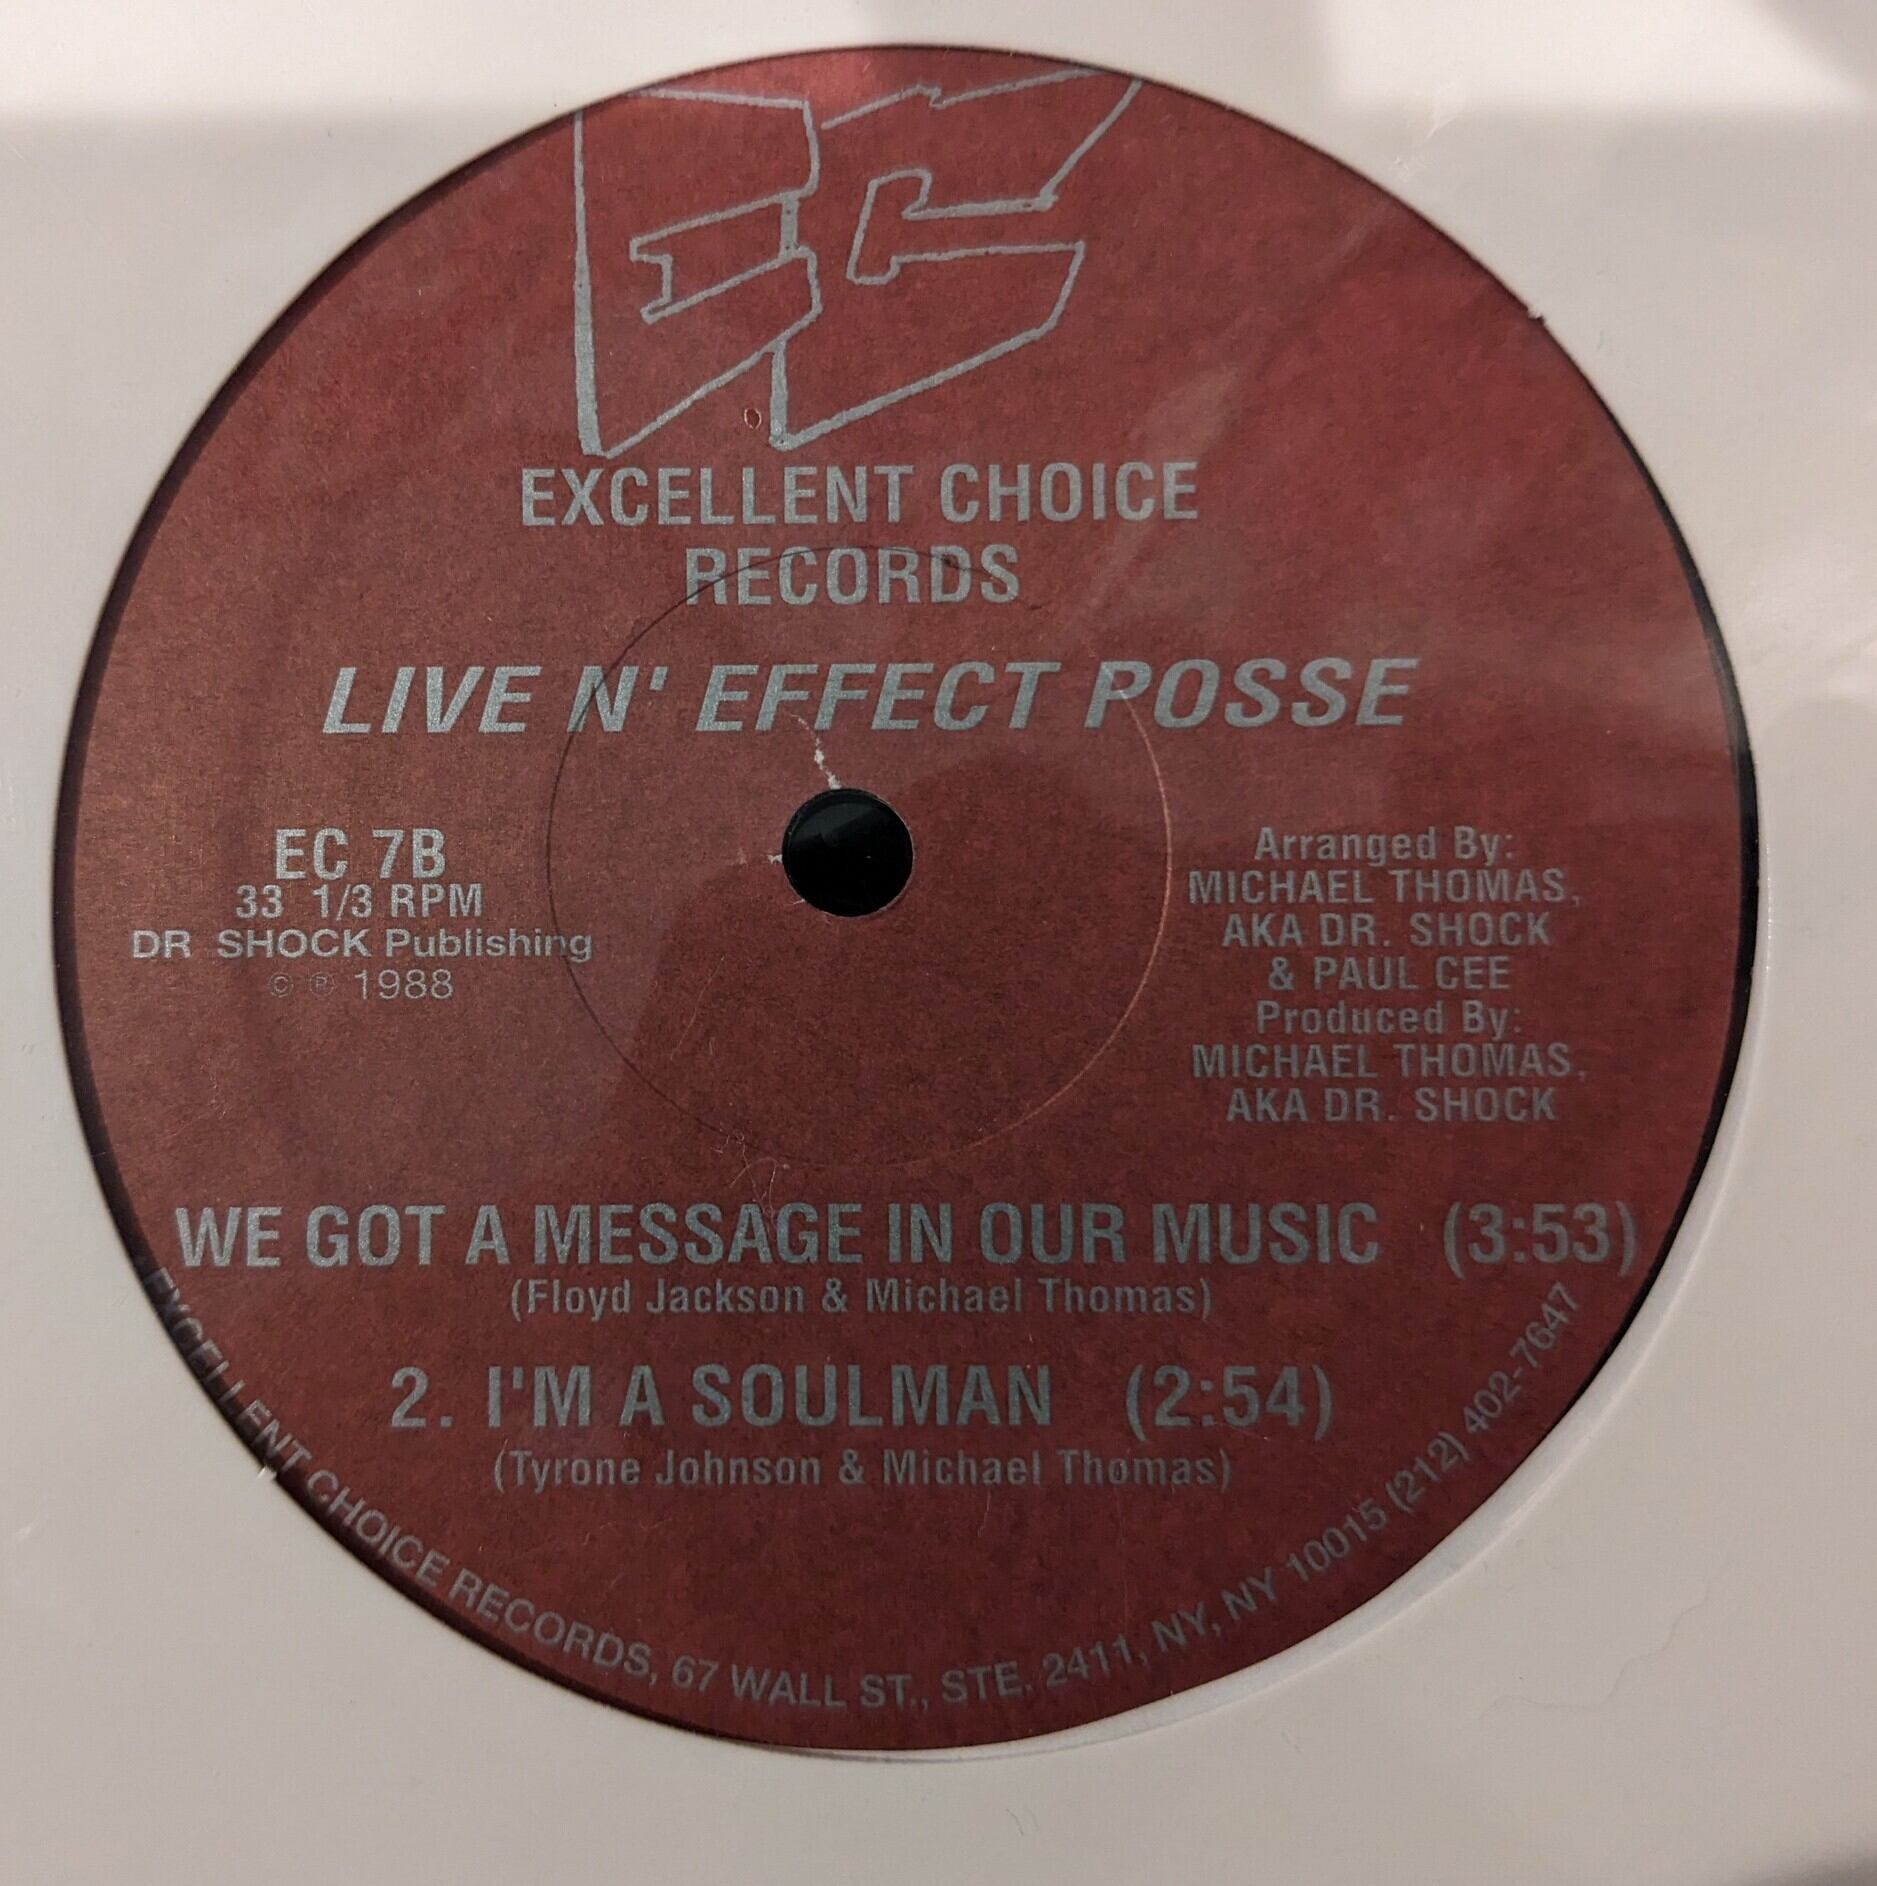 EC
EXCELLENT CHOICE
RECORDS
LIVE N' EFFECT POSSE
EC 7B
33 1/3 RPM
DR SHOCK Publishing
© ℗ 1988
Arranged By:
MICHAEL THOMAS,
AKA DR. SHOCK
& PAUL CEE
Produced By:
MICHAEL THOMAS,
AKA DR. SHOCK
WE GOT A MESSAGE IN OUR MUSIC (3:53)
(Floyd Jackson & Michael Thomas)
2. I'M A SOULMAN (2:54)
(Tyrone Johnson & Michael Thomas)
EXCELLENT CHOICE RECORDS, 67 WALL ST., STE. 2411, NY, NY 10015 (212) 402-7647